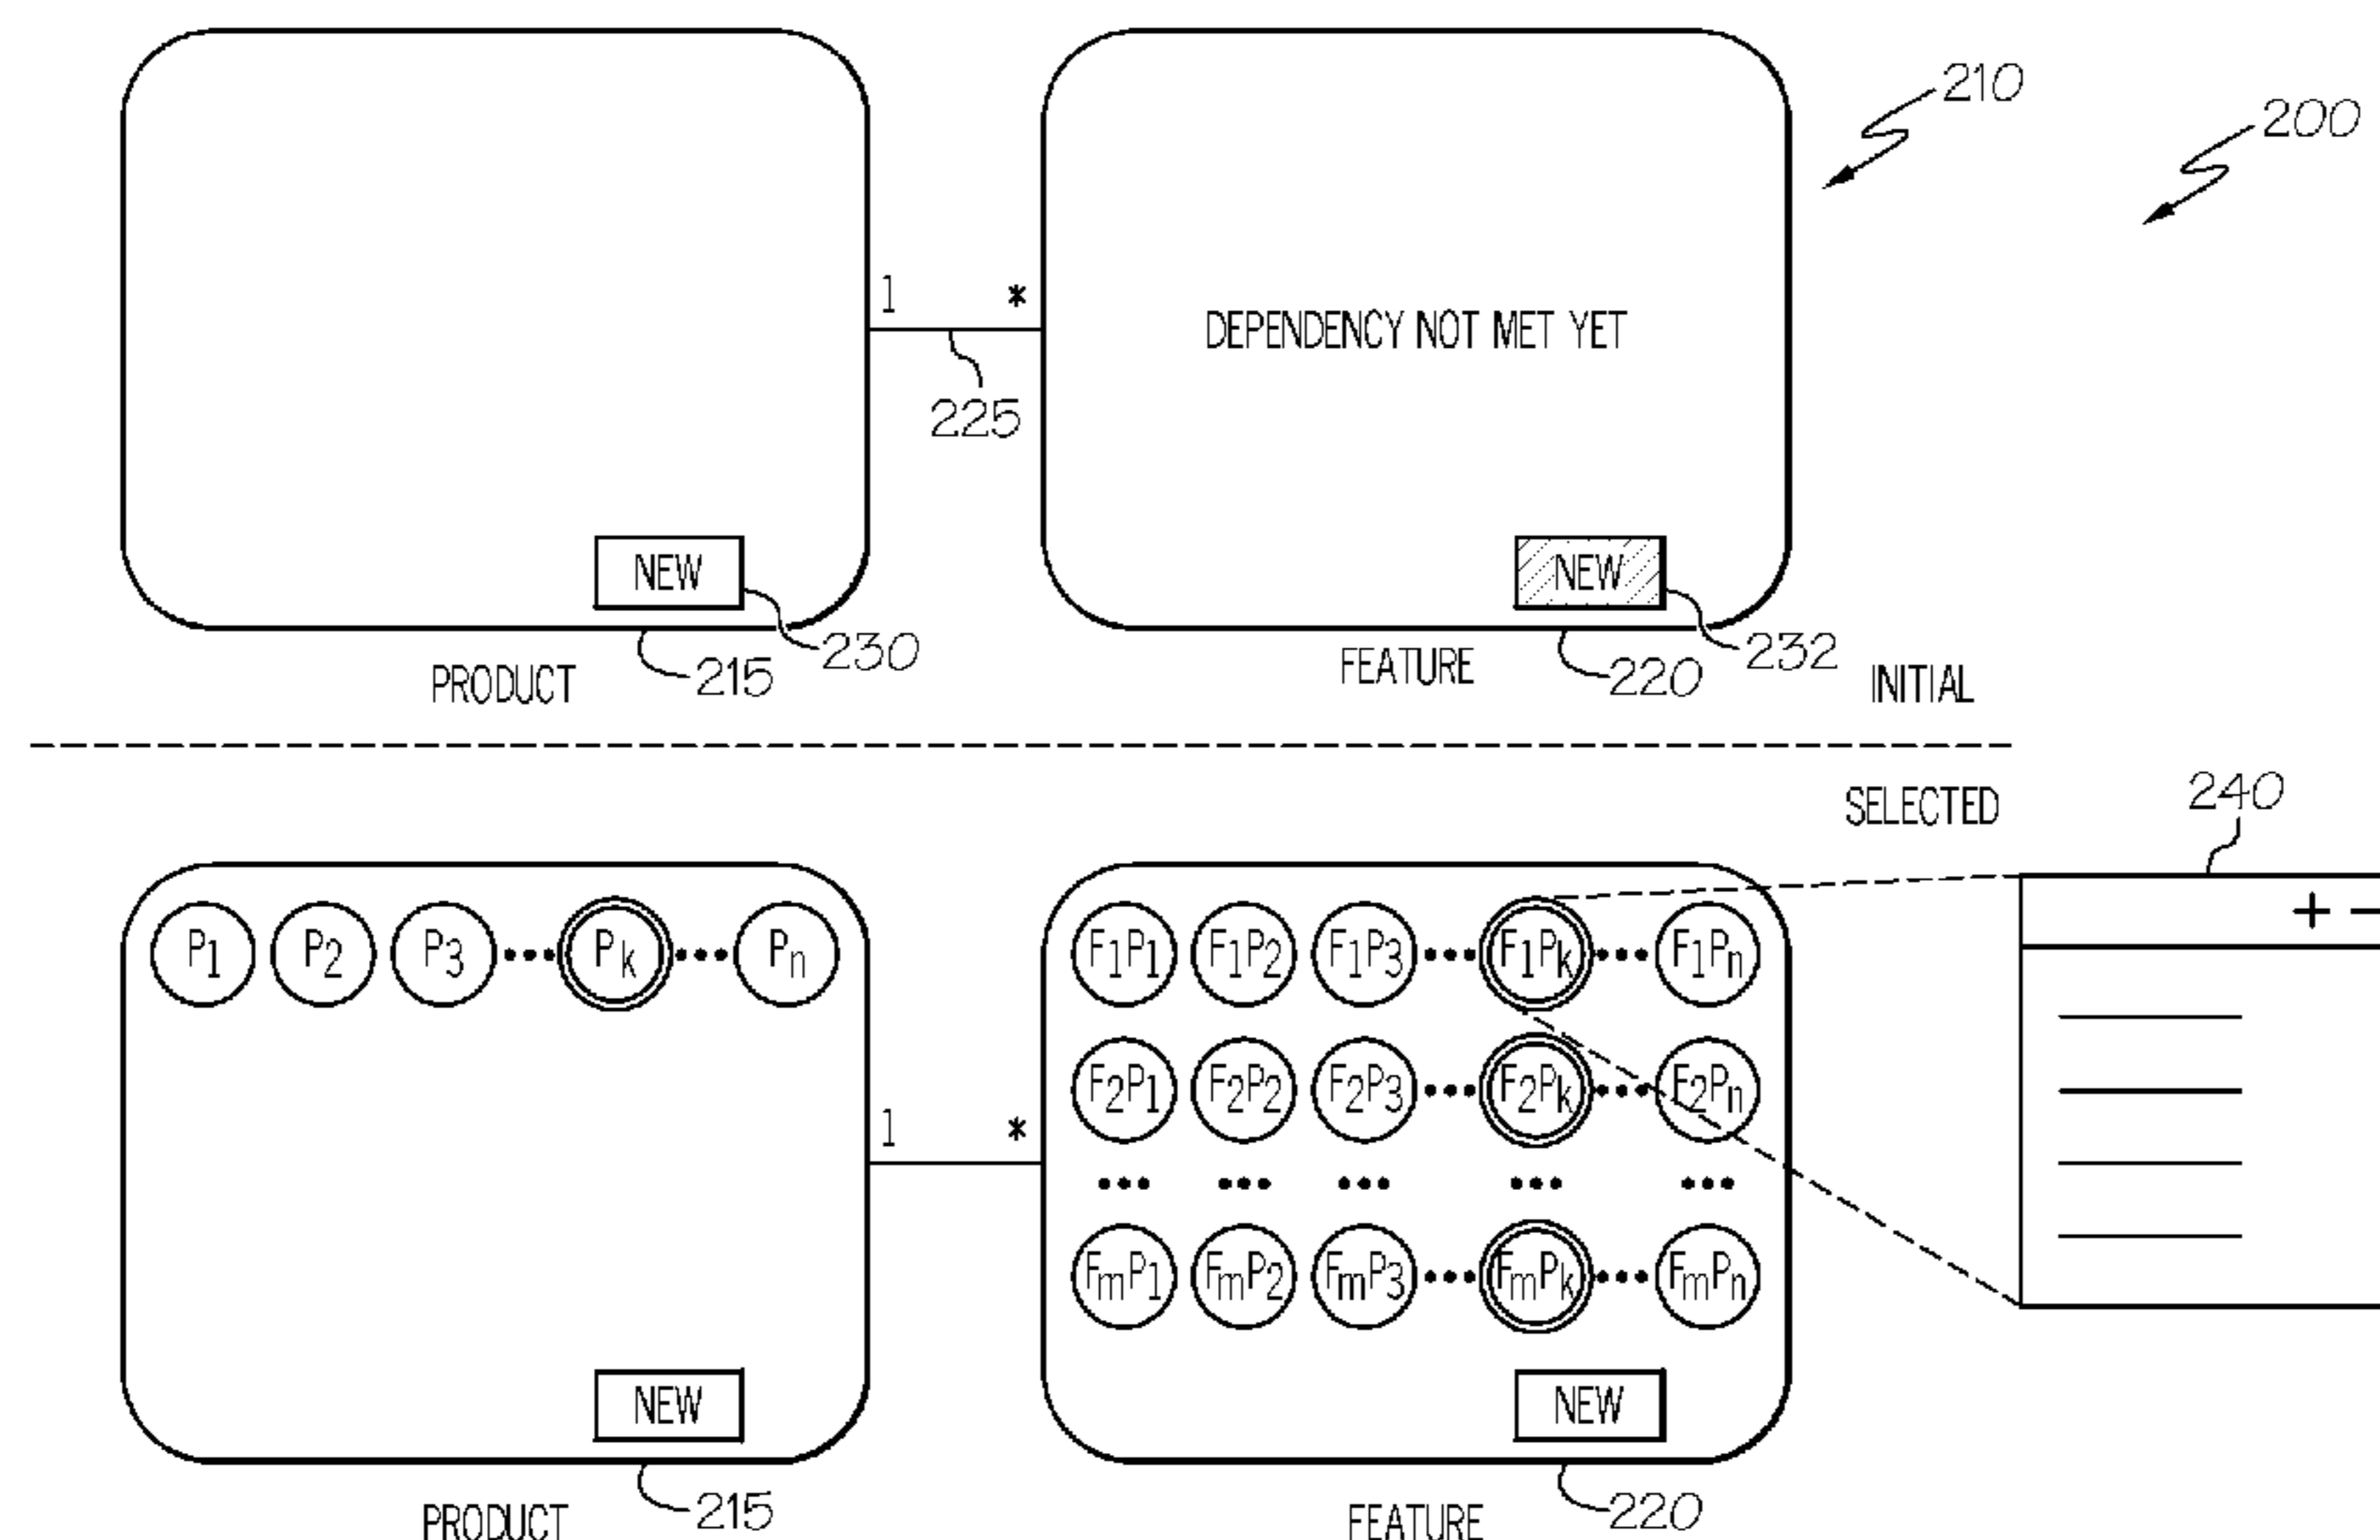 210
200
1 *
DEPENDENCY NOT MET YET
225
NEW
NEW
230
232
PRODUCT
215
FEATURE
220
INITIAL
SELECTED
240
+ −
P1 P2 P3 ••• Pk ••• Pn
F1P1 F1P2 F1P3 ••• F1Pk ••• F1Pn
F2P1 F2P2 F2P3 ••• F2Pk ••• F2Pn
1 *
••• ••• ••• ••• •••
FmP1 FmP2 FmP3 ••• FmPk ••• FmPn
NEW
NEW
PRODUCT
215
FEATURE
220